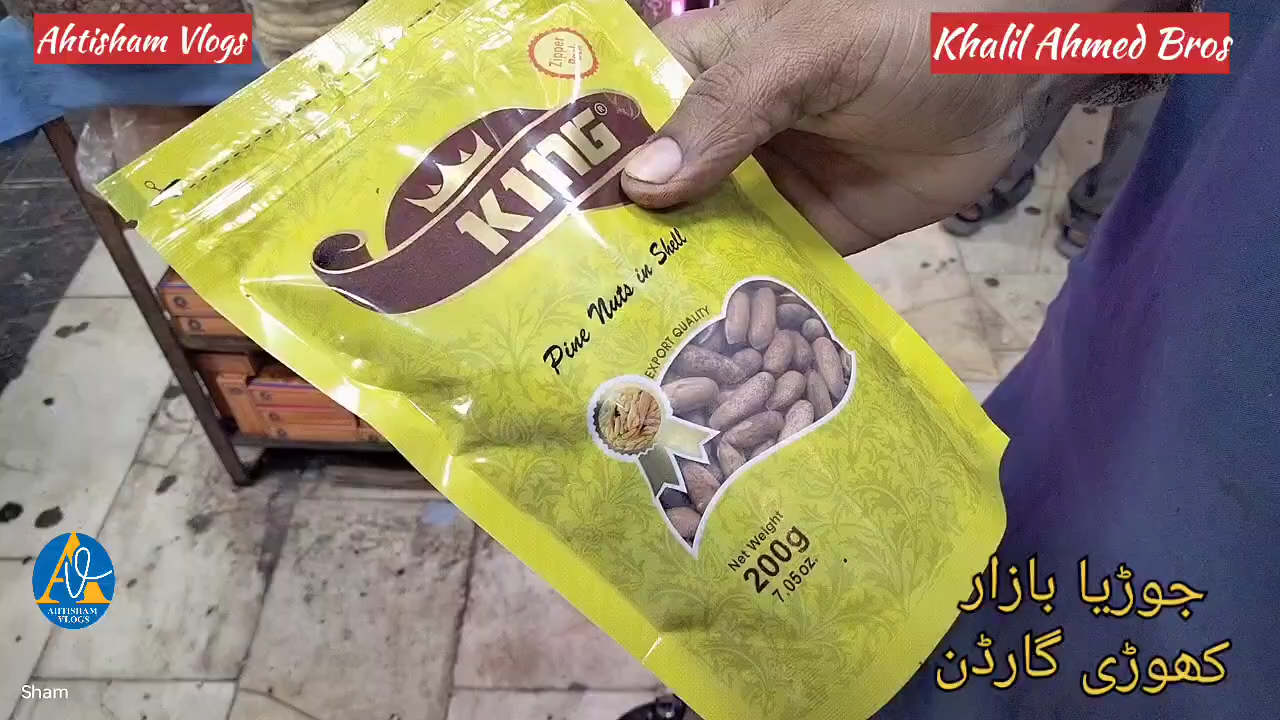 Ahtisham Vlogs
Khalil Ahmed Bros
Zipper
KING®
Pine Nuts in Shell
EXPORT QUALITY
Net Weight
200g
7.05 oz.
جوڑیا بازار
کھوڑی گارڈن
AHTISHAM
VLOGS
Sham